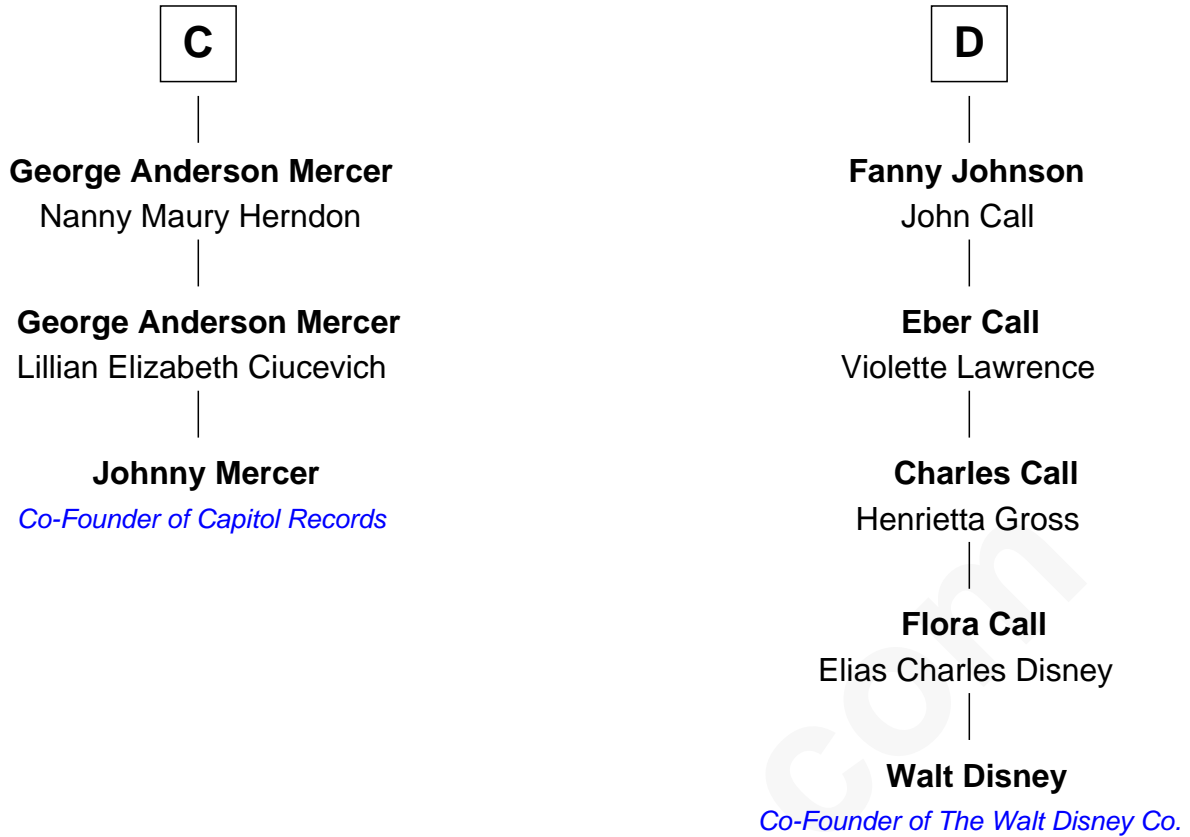 C
George Anderson Mercer
Nanny Maury Herndon
George Anderson Mercer
Lillian Elizabeth Ciucevich
Johnny Mercer
Co-Founder of Capitol Records
D
Fanny Johnson
John Call
Eber Call
Violette Lawrence
Charles Call
Henrietta Gross
Flora Call
Elias Charles Disney
Walt Disney
Co-Founder of The Walt Disney Co.
com